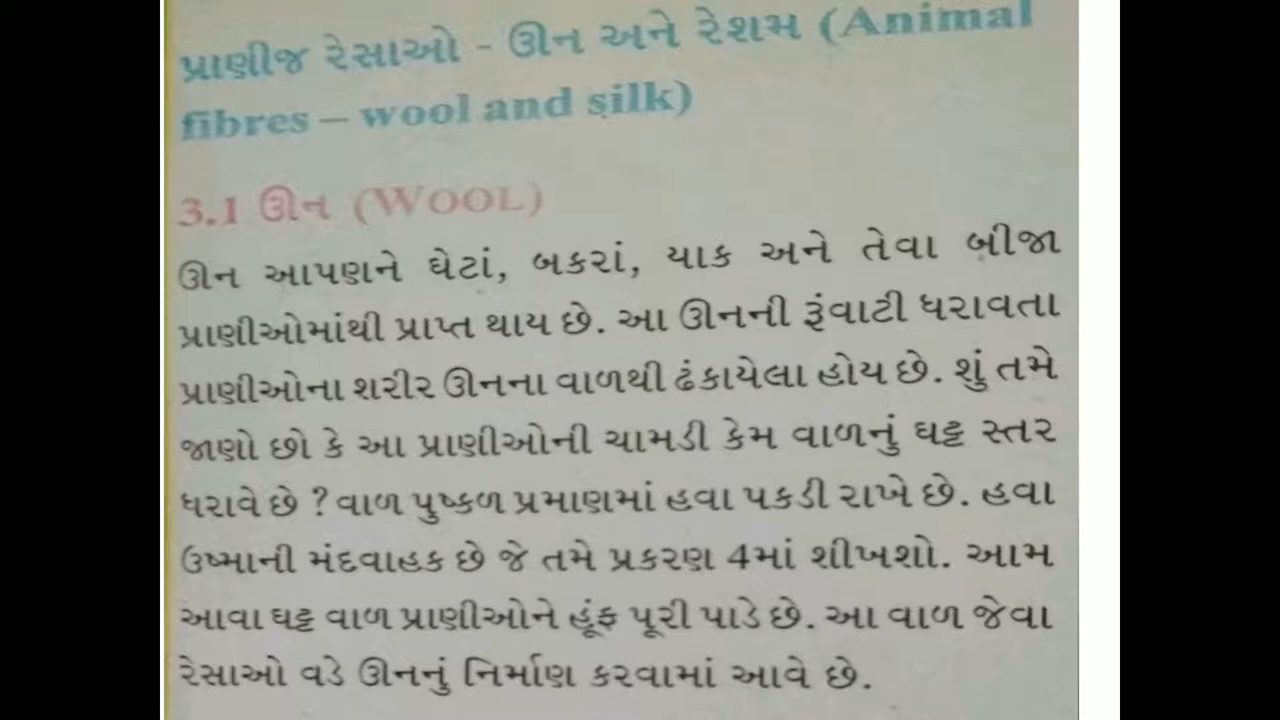 પ્રાણીજ રેસાઓ - ઊન અને રેશમ (Animal
fibres – wool and silk)
3.1 ઊન (WOOL)
ઊન આપણને ઘેટાં, બકરાં, યાક અને તેવા બીજા
પ્રાણીઓમાંથી પ્રાપ્ત થાય છે. આ ઊનની રૂંવાટી ધરાવતા
પ્રાણીઓના શરીર ઊનના વાળથી ઢંકાયેલા હોય છે. શું તમે
જાણો છો કે આ પ્રાણીઓની ચામડી કેમ વાળનું ઘટ્ટ સ્તર
ધરાવે છે ? વાળ પુષ્કળ પ્રમાણમાં હવા પકડી રાખે છે. હવા
ઉષ્માની મંદવાહક છે જે તમે પ્રકરણ 4માં શીખશો. આમ
આવા ઘટ્ટ વાળ પ્રાણીઓને હૂંફ પૂરી પાડે છે. આ વાળ જેવા
રેસાઓ વડે ઊનનું નિર્માણ કરવામાં આવે છે.